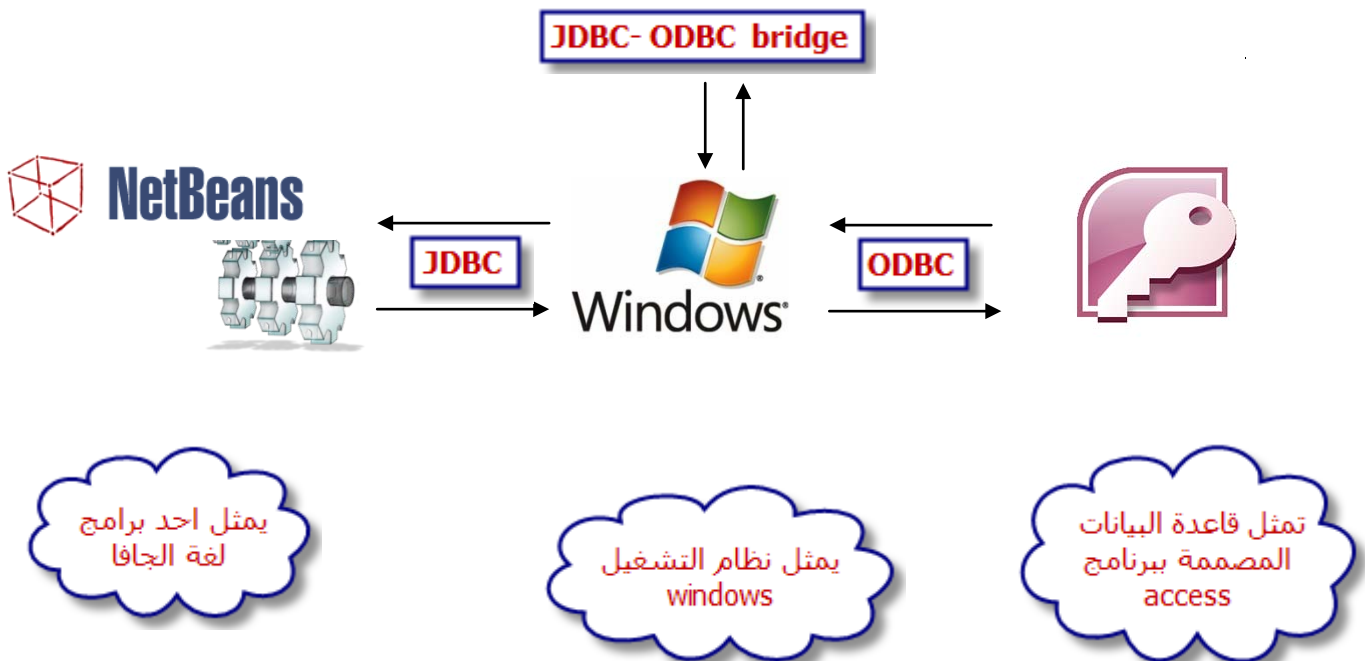 JDBC- ODBC bridge
NetBeans
JDBC
Windows
ODBC
يمثل احد برامج
لغة الجافا
يمثل نظام التشغيل
windows
تمثل قاعدة البيانات
المصممة ببرنامج
access